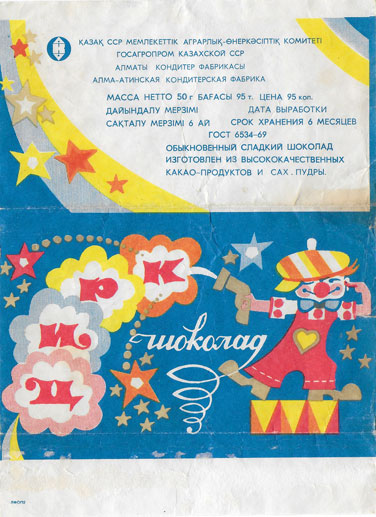 ҚАЗАҚ ССР МЕМЛЕКЕТТІК АГРАРЛЫҚ-ӨНЕРКӘСІПТІК КОМИТЕТІ
ГОСАГРОПРОМ КАЗАХСКОЙ ССР
АЛМАТЫ КОНДИТЕР ФАБРИКАСЫ
АЛМА-АТИНСКАЯ КОНДИТЕРСКАЯ ФАБРИКА
МАССА НЕТТО 50 г БАҒАСЫ 95 т. ЦЕНА 95 коп.
ДАЙЫНДАЛУ МЕРЗІМІ ДАТА ВЫРАБОТКИ
САҚТАЛУ МЕРЗІМІ 6 АЙ СРОК ХРАНЕНИЯ 6 МЕСЯЦЕВ
ГОСТ 6534-69
ОБЫКНОВЕННЫЙ СЛАДКИЙ ШОКОЛАД
ИЗГОТОВЛЕН ИЗ ВЫСОКОКАЧЕСТВЕННЫХ
КАКАО-ПРОДУКТОВ И САХ. ПУДРЫ.
ЦИРК
шоколад